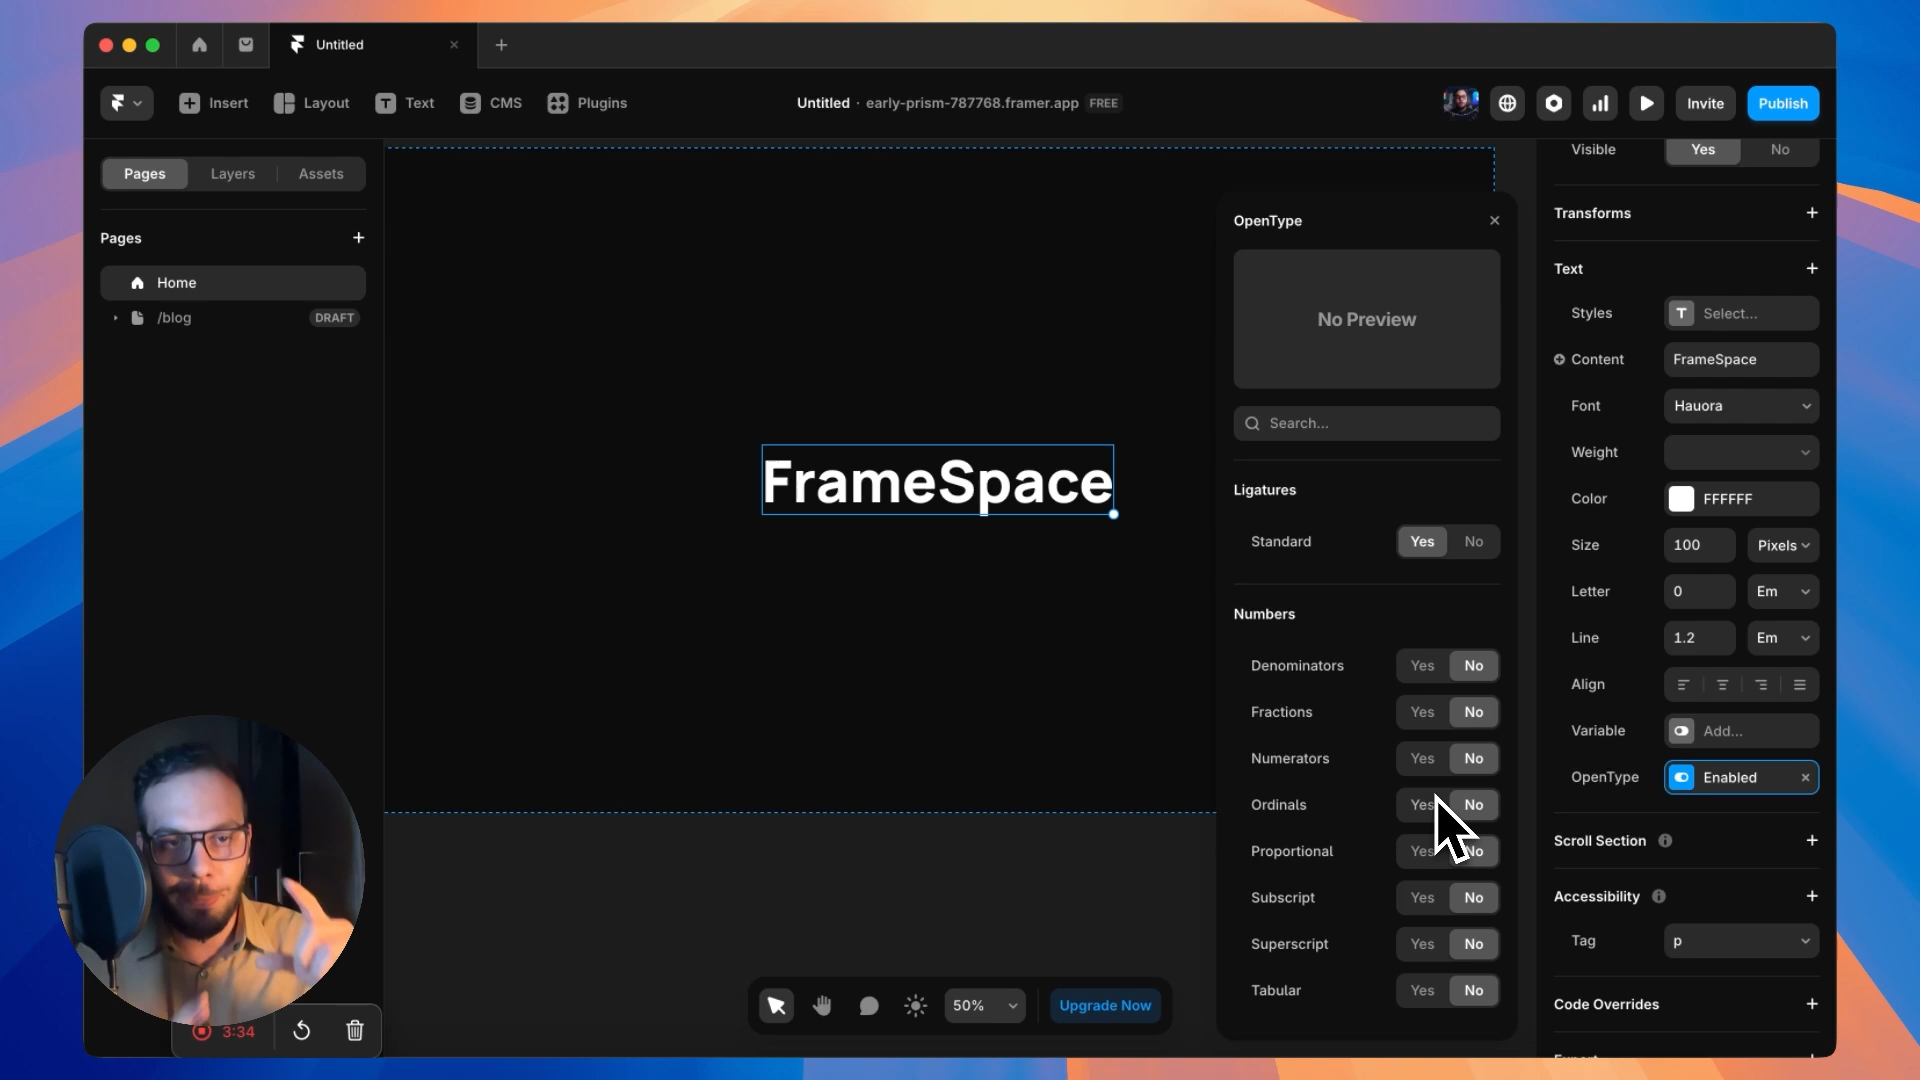 Untitled
Insert
Layout
Text
CMS
Plugins
Untitled · early-prism-787768.framer.app FREE
Invite
Publish
Pages
Layers
Assets
Pages
Home
/blog
DRAFT
FrameSpace
3:34
50%
Upgrade Now
OpenType
No Preview
Search...
Ligatures
Standard Yes No
Numbers
Denominators Yes No
Fractions Yes No
Numerators Yes No
Ordinals Yes No
Proportional Yes No
Subscript Yes No
Superscript Yes No
Tabular Yes No
Visible Yes No
Transforms
Text
Styles T Select...
Content FrameSpace
Font Hauora
Weight
Color FFFFFF
Size 100 Pixels
Letter 0 Em
Line 1.2 Em
Align
Variable Add...
OpenType Enabled
Scroll Section
Accessibility
Tag p
Code Overrides